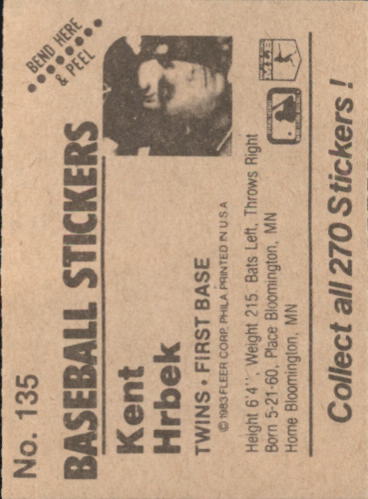 No. 135
BEND HERE
& PEEL
BASEBALL STICKERS
Kent
Hrbek
TWINS • FIRST BASE
© 1983 FLEER CORP. PHILA PRINTED IN U.S.A
Height 6'4'', Weight 215 Bats Left, Throws Right
Born 5-21-60, Place Bloomington, MN
Home Bloomington, MN
Collect all 270 Stickers !